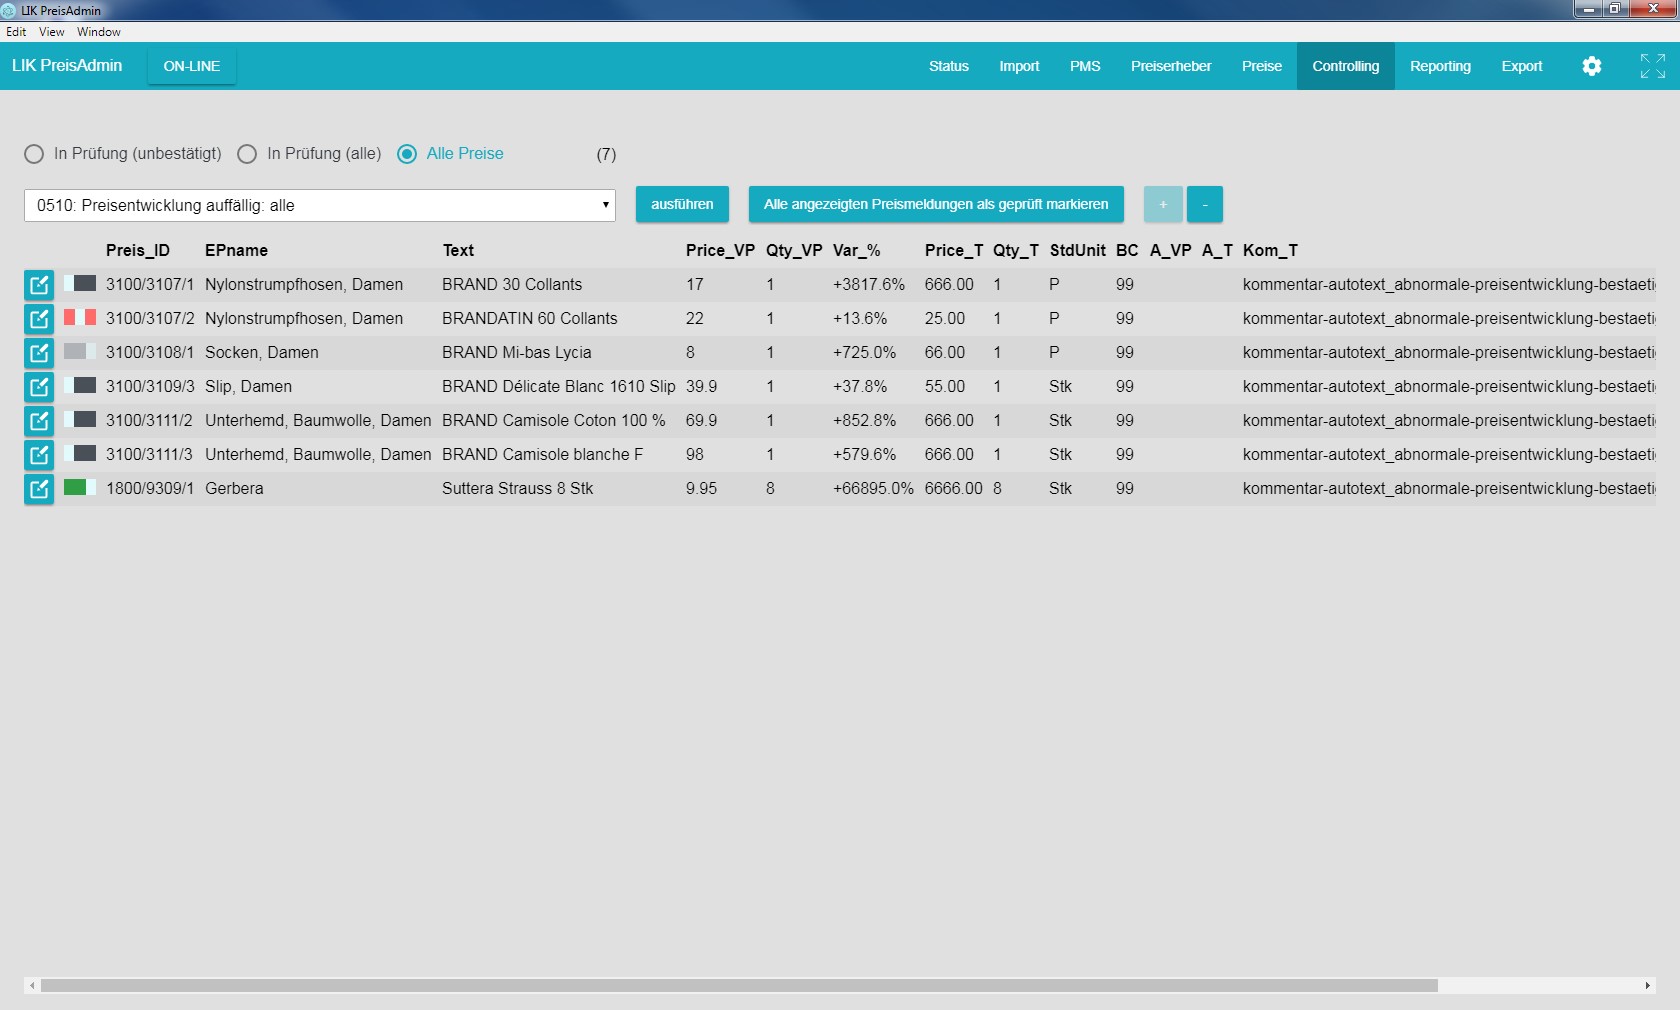 LIK PreisAdmin
Edit View Window
LIK PreisAdmin ON-LINE Status Import PMS Preiserheber Preise Controlling Reporting Export
In Prüfung (unbestätigt) In Prüfung (alle) Alle Preise (7)
0510: Preisentwicklung auffällig: alle ausführen Alle angezeigten Preismeldungen als geprüft markieren + -
Preis_ID EPname Text Price_VP Qty_VP Var_% Price_T Qty_T StdUnit BC A_VP A_T Kom_T
3100/3107/1 Nylonstrumpfhosen, Damen BRAND 30 Collants 17 1 +3817.6% 666.00 1 P 99 kommentar-autotext_abnormale-preisentwicklung-bestaetig
3100/3107/2 Nylonstrumpfhosen, Damen BRANDATIN 60 Collants 22 1 +13.6% 25.00 1 P 99 kommentar-autotext_abnormale-preisentwicklung-bestaetig
3100/3108/1 Socken, Damen BRAND Mi-bas Lycia 8 1 +725.0% 66.00 1 P 99 kommentar-autotext_abnormale-preisentwicklung-bestaetig
3100/3109/3 Slip, Damen BRAND Délicate Blanc 1610 Slip 39.9 1 +37.8% 55.00 1 Stk 99 kommentar-autotext_abnormale-preisentwicklung-bestaetig
3100/3111/2 Unterhemd, Baumwolle, Damen BRAND Camisole Coton 100 % 69.9 1 +852.8% 666.00 1 Stk 99 kommentar-autotext_abnormale-preisentwicklung-bestaetig
3100/3111/3 Unterhemd, Baumwolle, Damen BRAND Camisole blanche F 98 1 +579.6% 666.00 1 Stk 99 kommentar-autotext_abnormale-preisentwicklung-bestaetig
1800/9309/1 Gerbera Suttera Strauss 8 Stk 9.95 8 +66895.0% 6666.00 8 Stk 99 kommentar-autotext_abnormale-preisentwicklung-bestaetig